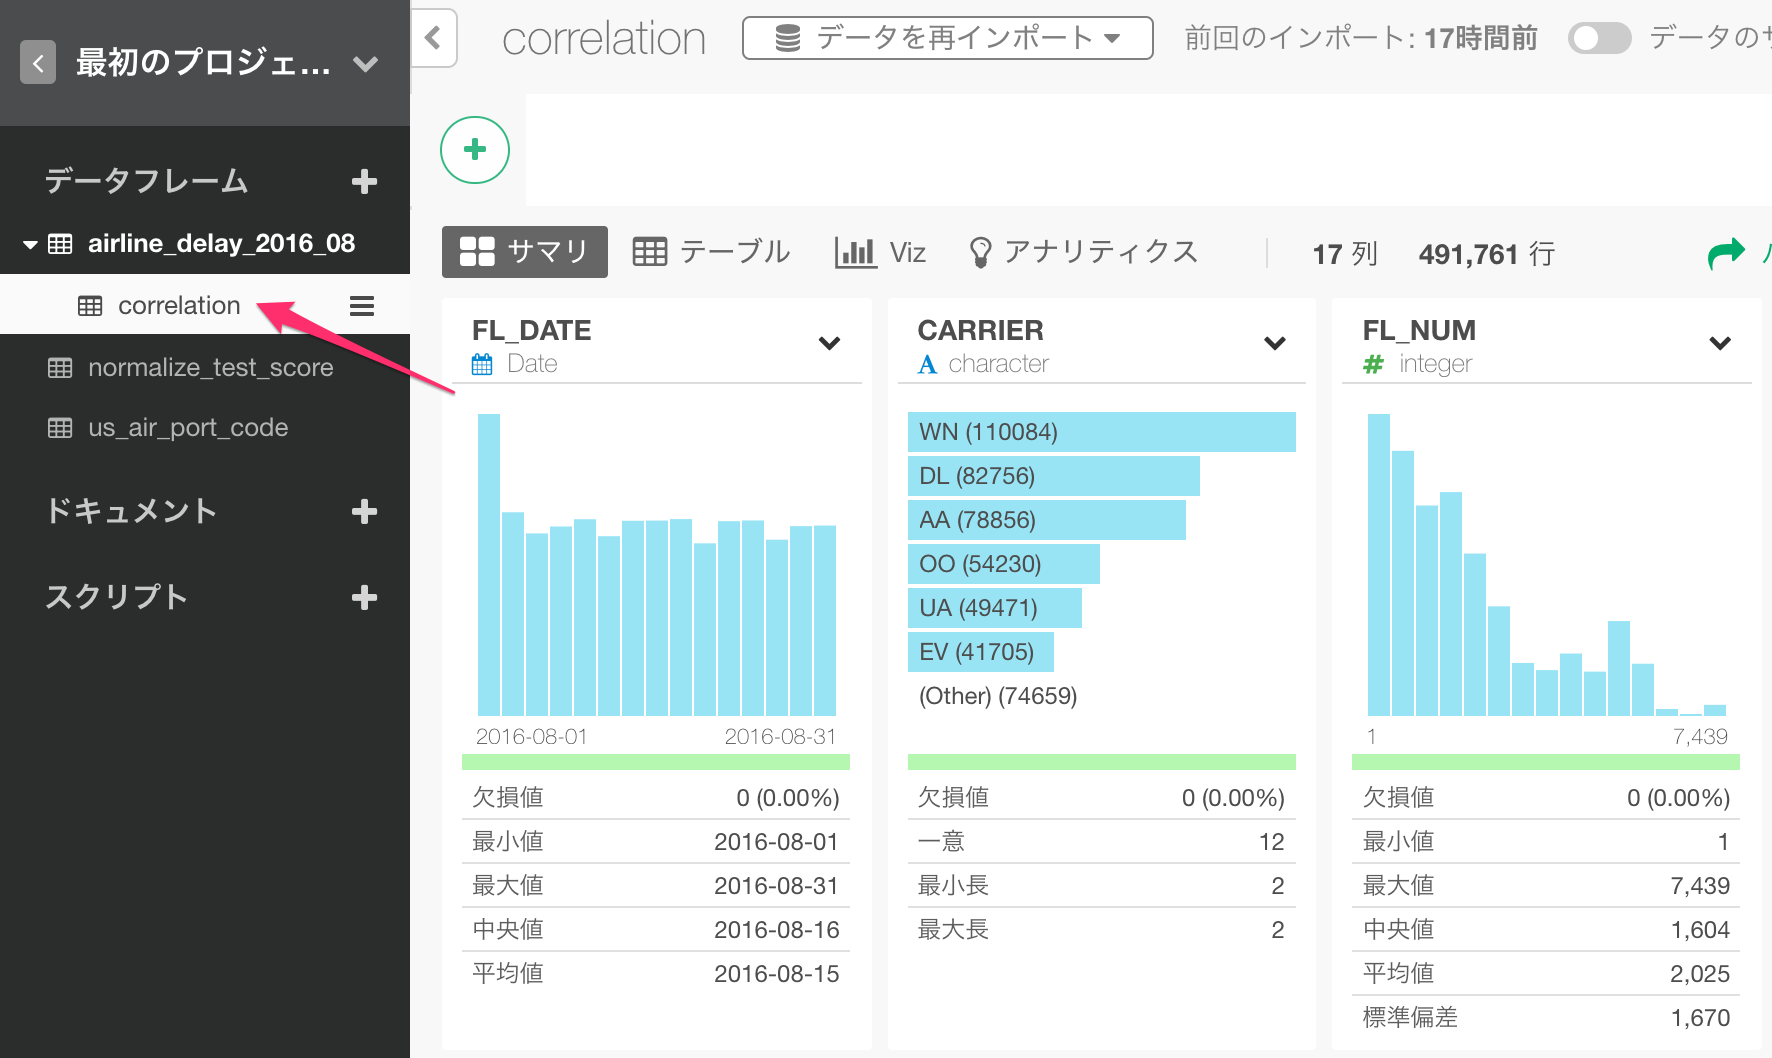 最初のプロジェ...
データフレーム
airline_delay_2016_08
correlation
normalize_test_score
us_air_port_code
ドキュメント
スクリプト
correlation
データを再インポート
前回のインポート: 17時間前
データの
サマリ
テーブル
Viz
アナリティクス
17 列
491,761 行
FL_DATE
Date
2016-08-01
2016-08-31
欠損値 0 (0.00%)
最小値 2016-08-01
最大値 2016-08-31
中央値 2016-08-16
平均値 2016-08-15
CARRIER
character
WN (110084)
DL (82756)
AA (78856)
OO (54230)
UA (49471)
EV (41705)
(Other) (74659)
欠損値 0 (0.00%)
一意 12
最小長 2
最大長 2
FL_NUM
integer
1
7,439
欠損値 0 (0.00%)
最小値 1
最大値 7,439
中央値 1,604
平均値 2,025
標準偏差 1,670